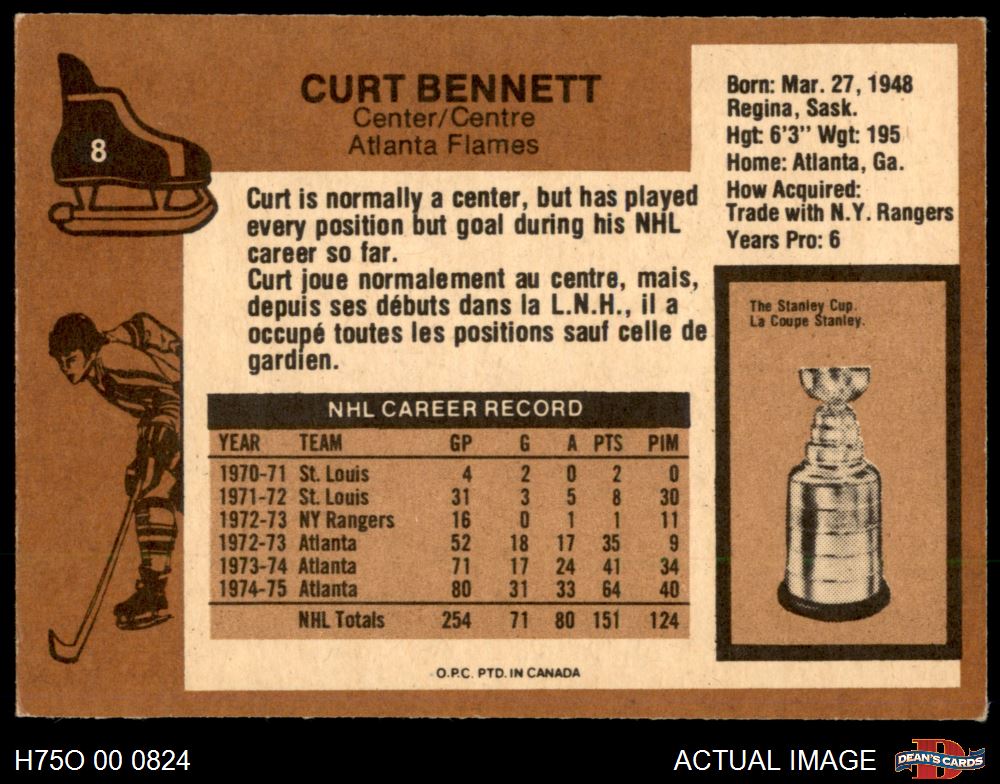 8
CURT BENNETT
Center/Centre
Atlanta Flames
Born: Mar. 27, 1948
Regina, Sask.
Hgt: 6'3" Wgt: 195
Home: Atlanta, Ga.
How Acquired:
Trade with N.Y. Rangers
Years Pro: 6
Curt is normally a center, but has played
every position but goal during his NHL
career so far.
Curt joue normalement au centre, mais,
depuis ses débuts dans la L.N.H., il a
occupé toutes les positions sauf celle de
gardien.
The Stanley Cup.
La Coupe Stanley.
NHL CAREER RECORD
YEAR TEAM GP G A PTS PIM
1970-71 St. Louis 4 2 0 2 0
1971-72 St. Louis 31 3 5 8 30
1972-73 NY Rangers 16 0 1 1 11
1972-73 Atlanta 52 18 17 35 9
1973-74 Atlanta 71 17 24 41 34
1974-75 Atlanta 80 31 33 64 40
NHL Totals 254 71 80 151 124
O.P.C. PTD. IN CANADA
H75O 00 0824
ACTUAL IMAGE
DEAN'S CARDS